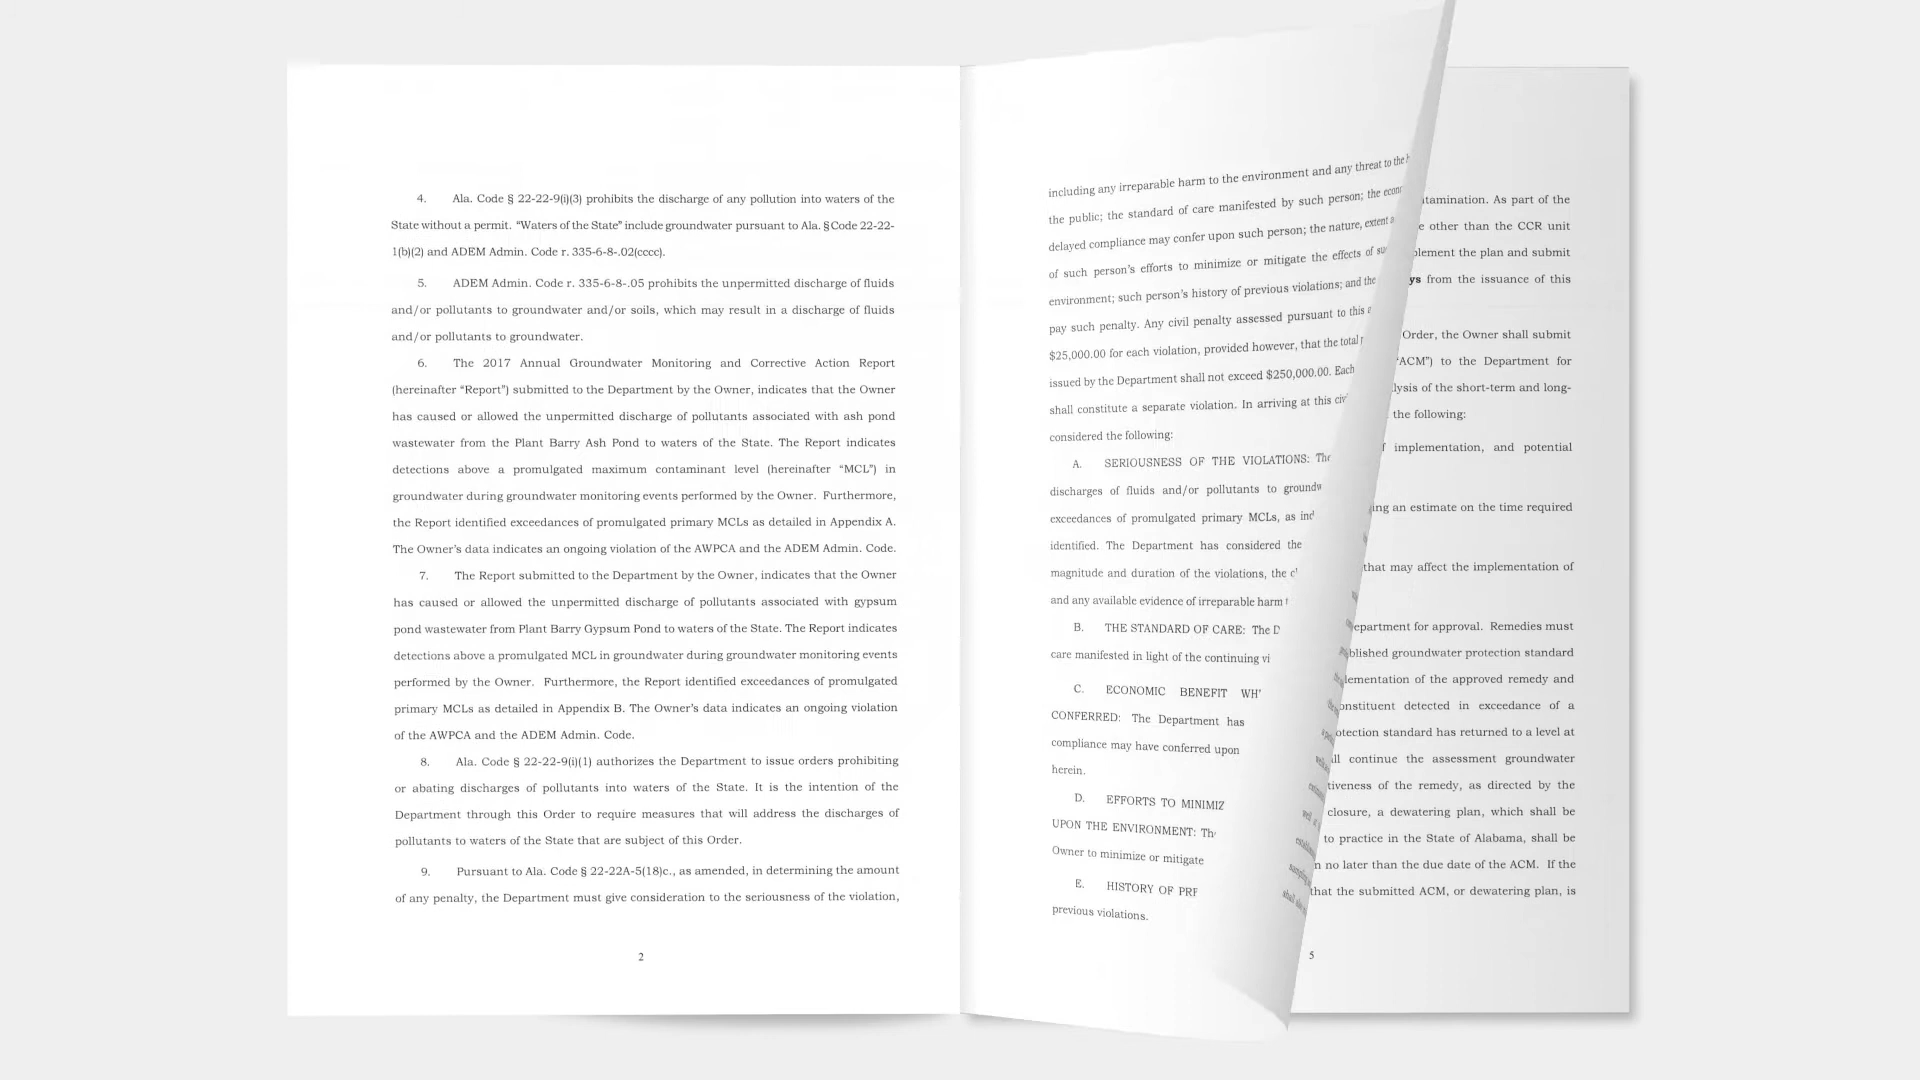 4. Ala. Code § 22-22-9(i)(3) prohibits the discharge of any pollution into waters of the
State without a permit. “Waters of the State” include groundwater pursuant to Ala. §Code 22-22-
1(b)(2) and ADEM Admin. Code r. 335-6-8-.02(cccc).
5. ADEM Admin. Code r. 335-6-8-.05 prohibits the unpermitted discharge of fluids
and/or pollutants to groundwater and/or soils, which may result in a discharge of fluids
and/or pollutants to groundwater.
6. The 2017 Annual Groundwater Monitoring and Corrective Action Report
(hereinafter “Report”) submitted to the Department by the Owner, indicates that the Owner
has caused or allowed the unpermitted discharge of pollutants associated with ash pond
wastewater from the Plant Barry Ash Pond to waters of the State. The Report indicates
detections above a promulgated maximum contaminant level (hereinafter “MCL”) in
groundwater during groundwater monitoring events performed by the Owner. Furthermore,
the Report identified exceedances of promulgated primary MCLs as detailed in Appendix A.
The Owner’s data indicates an ongoing violation of the AWPCA and the ADEM Admin. Code.
7. The Report submitted to the Department by the Owner, indicates that the Owner
has caused or allowed the unpermitted discharge of pollutants associated with gypsum
pond wastewater from Plant Barry Gypsum Pond to waters of the State. The Report indicates
detections above a promulgated MCL in groundwater during groundwater monitoring events
performed by the Owner. Furthermore, the Report identified exceedances of promulgated
primary MCLs as detailed in Appendix B. The Owner’s data indicates an ongoing violation
of the AWPCA and the ADEM Admin. Code.
8. Ala. Code § 22-22-9(i)(1) authorizes the Department to issue orders prohibiting
or abating discharges of pollutants into waters of the State. It is the intention of the
Department through this Order to require measures that will address the discharges of
pollutants to waters of the State that are subject of this Order.
9. Pursuant to Ala. Code § 22-22A-5(18)c., as amended, in determining the amount
of any penalty, the Department must give consideration to the seriousness of the violation,
2
including any irreparable harm to the environment and any threat to the
the public; the standard of care manifested by such person; the
delayed compliance may confer upon such person; the nature, extent
of such person’s efforts to minimize or mitigate the effects of
environment; such person’s history of previous violations; and the
pay such penalty. Any civil penalty assessed pursuant to this
$25,000.00 for each violation, provided however, that the total
issued by the Department shall not exceed $250,000.00. Each
shall constitute a separate violation. In arriving at this
considered the following:
A. SERIOUSNESS OF THE VIOLATIONS: The
discharges of fluids and/or pollutants to
exceedances of promulgated primary MCLs, as
identified. The Department has considered the
magnitude and duration of the violations, the
and any available evidence of irreparable harm
B. THE STANDARD OF CARE: The
care manifested in light of the continuing
C. ECONOMIC BENEFIT
CONFERRED: The Department has
compliance may have conferred upon
herein.
D. EFFORTS TO
UPON THE ENVIRONMENT:
Owner to minimize or mitigate
E. HISTORY OF
previous violations.
As part of the
other than the CCR unit
the plan and submit
from the issuance of this
Order, the Owner shall submit
“ACM”) to the Department for
of the short-term and long-
the following:
implementation, and potential
an estimate on the time required
that may affect the implementation of
for approval. Remedies must
groundwater protection standard
of the approved remedy and
constituent detected in exceedance of a
standard has returned to a level at
continue the assessment groundwater
of the remedy, as directed by the
closure, a dewatering plan, which shall be
to practice in the State of Alabama, shall be
no later than the due date of the ACM. If the
that the submitted ACM, or dewatering plan, is
5